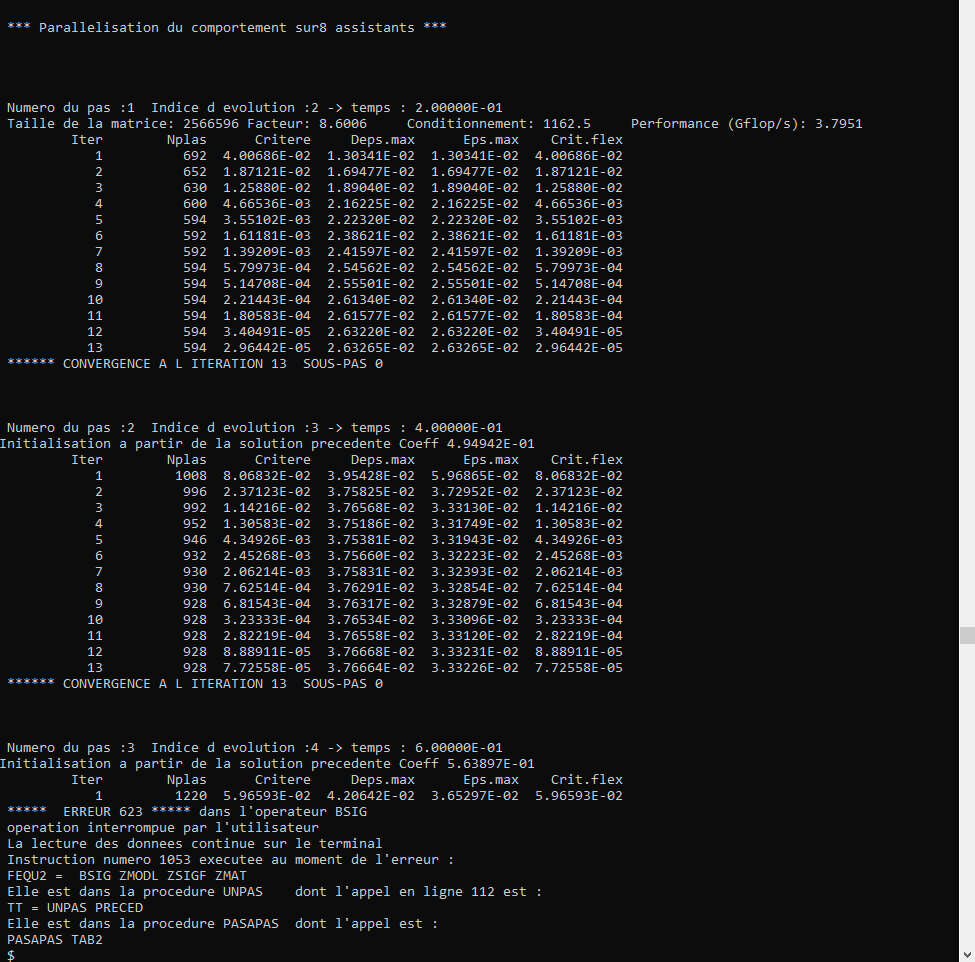 *** Parallelisation du comportement sur8 assistants ***
Numero du pas :1  Indice d evolution :2 -> temps : 2.00000E-01
Taille de la matrice: 2566596 Facteur: 8.6006     Conditionnement: 1162.5     Performance (Gflop/s): 3.7951
Iter        Nplas      Critere     Deps.max      Eps.max    Crit.flex
1          692  4.00686E-02  1.30341E-02  1.30341E-02  4.00686E-02
2          652  1.87121E-02  1.69477E-02  1.69477E-02  1.87121E-02
3          630  1.25880E-02  1.89040E-02  1.89040E-02  1.25880E-02
4          600  4.66536E-03  2.16225E-02  2.16225E-02  4.66536E-03
5          594  3.55102E-03  2.22320E-02  2.22320E-02  3.55102E-03
6          592  1.61181E-03  2.38621E-02  2.38621E-02  1.61181E-03
7          592  1.39209E-03  2.41597E-02  2.41597E-02  1.39209E-03
8          594  5.79973E-04  2.54562E-02  2.54562E-02  5.79973E-04
9          594  5.14708E-04  2.55501E-02  2.55501E-02  5.14708E-04
10          594  2.21443E-04  2.61340E-02  2.61340E-02  2.21443E-04
11          594  1.80583E-04  2.61577E-02  2.61577E-02  1.80583E-04
12          594  3.40491E-05  2.63220E-02  2.63220E-02  3.40491E-05
13          594  2.96442E-05  2.63265E-02  2.63265E-02  2.96442E-05
****** CONVERGENCE A L ITERATION 13  SOUS-PAS 0
Numero du pas :2  Indice d evolution :3 -> temps : 4.00000E-01
Initialisation a partir de la solution precedente Coeff 4.94942E-01
Iter        Nplas      Critere     Deps.max      Eps.max    Crit.flex
1         1008  8.06832E-02  3.95428E-02  5.96865E-02  8.06832E-02
2          996  2.37123E-02  3.75825E-02  3.72952E-02  2.37123E-02
3          992  1.14216E-02  3.76568E-02  3.33130E-02  1.14216E-02
4          952  1.30583E-02  3.75186E-02  3.31749E-02  1.30583E-02
5          946  4.34926E-03  3.75381E-02  3.31943E-02  4.34926E-03
6          932  2.45268E-03  3.75660E-02  3.32223E-02  2.45268E-03
7          930  2.06214E-03  3.75831E-02  3.32393E-02  2.06214E-03
8          930  7.62514E-04  3.76291E-02  3.32854E-02  7.62514E-04
9          928  6.81543E-04  3.76317E-02  3.32879E-02  6.81543E-04
10          928  3.23333E-04  3.76534E-02  3.33096E-02  3.23333E-04
11          928  2.82219E-04  3.76558E-02  3.33120E-02  2.82219E-04
12          928  8.88911E-05  3.76668E-02  3.33231E-02  8.88911E-05
13          928  7.72558E-05  3.76664E-02  3.33226E-02  7.72558E-05
****** CONVERGENCE A L ITERATION 13  SOUS-PAS 0
Numero du pas :3  Indice d evolution :4 -> temps : 6.00000E-01
Initialisation a partir de la solution precedente Coeff 5.63897E-01
Iter        Nplas      Critere     Deps.max      Eps.max    Crit.flex
1         1220  5.96593E-02  4.20642E-02  3.65297E-02  5.96593E-02
*****  ERREUR 623 ***** dans l'operateur BSIG
operation interrompue par l'utilisateur
La lecture des donnees continue sur le terminal
Instruction numero 1053 executee au moment de l'erreur :
FEQU2 =  BSIG ZMODL ZSIGF ZMAT
Elle est dans la procedure UNPAS    dont l'appel en ligne 112 est :
TT = UNPAS PRECED
Elle est dans la procedure PASAPAS  dont l'appel est :
PASAPAS TAB2
$